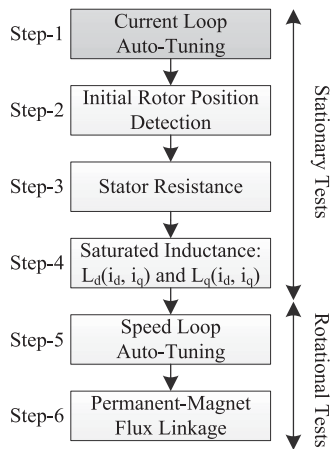 Step-1
Current Loop
Auto-Tuning
Step-2
Initial Rotor Position
Detection
Step-3
Stator Resistance
Step-4
Saturated Inductance:
L_d(i_d, i_q) and L_q(i_d, i_q)
Step-5
Speed Loop
Auto-Tuning
Step-6
Permanent-Magnet
Flux Linkage
Stationary Tests
Rotational Tests